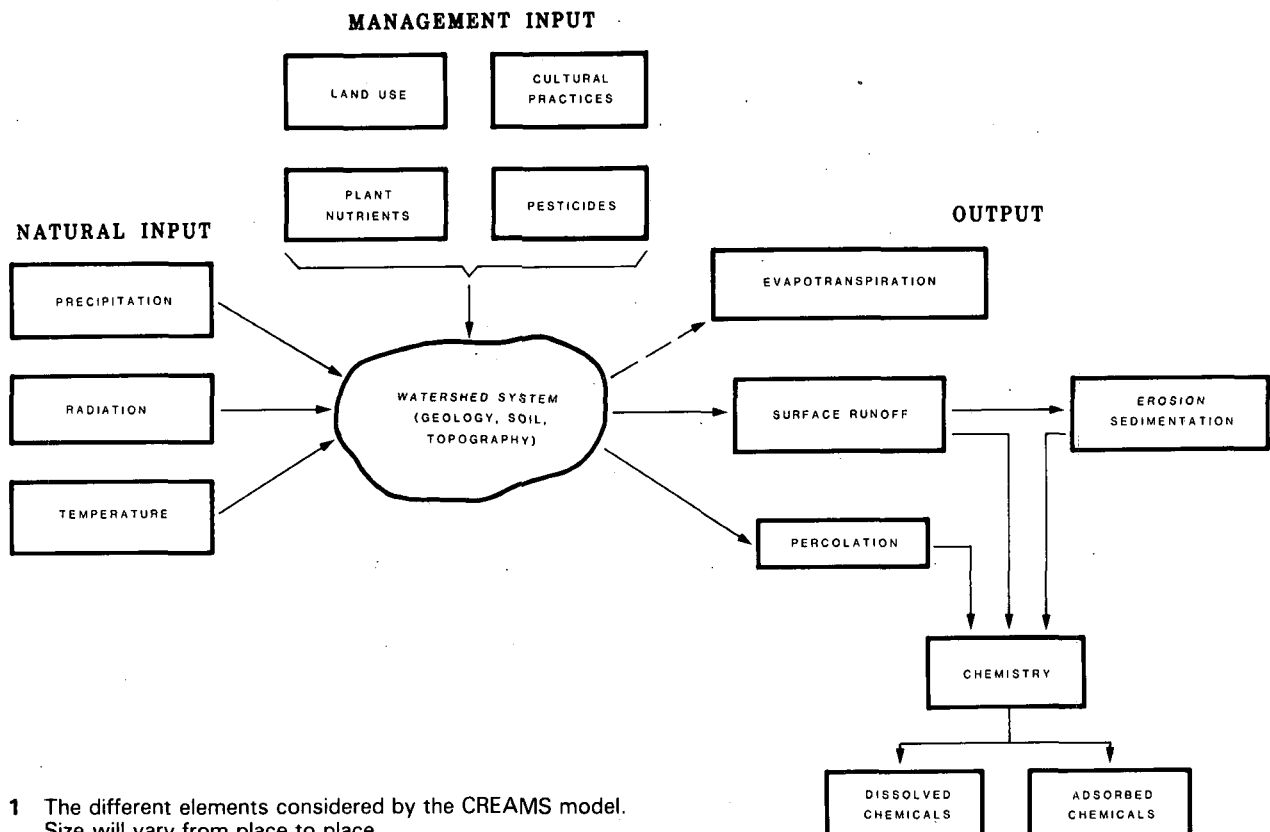 MANAGEMENT INPUT
LAND USE
CULTURAL
PRACTICES
PLANT
NUTRIENTS
PESTICIDES
NATURAL INPUT
OUTPUT
PRECIPITATION
EVAPOTRANSPIRATION
RADIATION
WATERSHED SYSTEM
(GEOLOGY, SOIL,
TOPOGRAPHY)
SURFACE RUNOFF
EROSION
SEDIMENTATION
TEMPERATURE
PERCOLATION
CHEMISTRY
DISSOLVED
CHEMICALS
ADSORBED
CHEMICALS
1 The different elements considered by the CREAMS model.
Size will vary from place to place